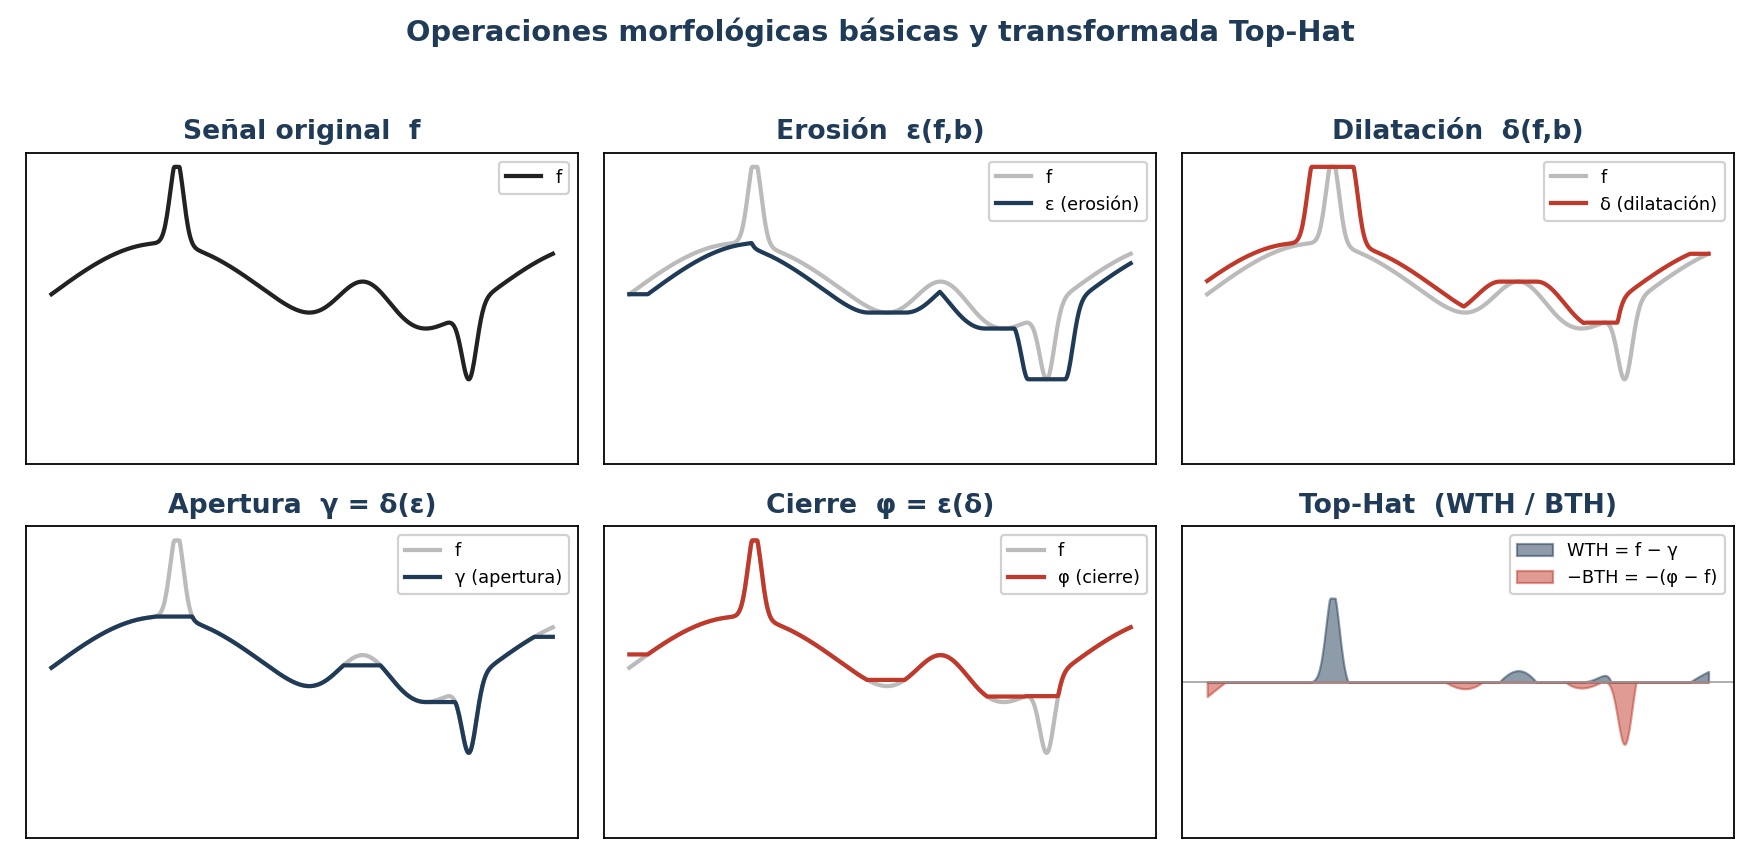 Operaciones morfológicas básicas y transformada Top-Hat
Señal original f
f
Erosión ε(f,b)
f
ε (erosión)
Dilatación δ(f,b)
f
δ (dilatación)
Apertura γ = δ(ε)
f
γ (apertura)
Cierre φ = ε(δ)
f
φ (cierre)
Top-Hat (WTH / BTH)
WTH = f − γ
−BTH = −(φ − f)